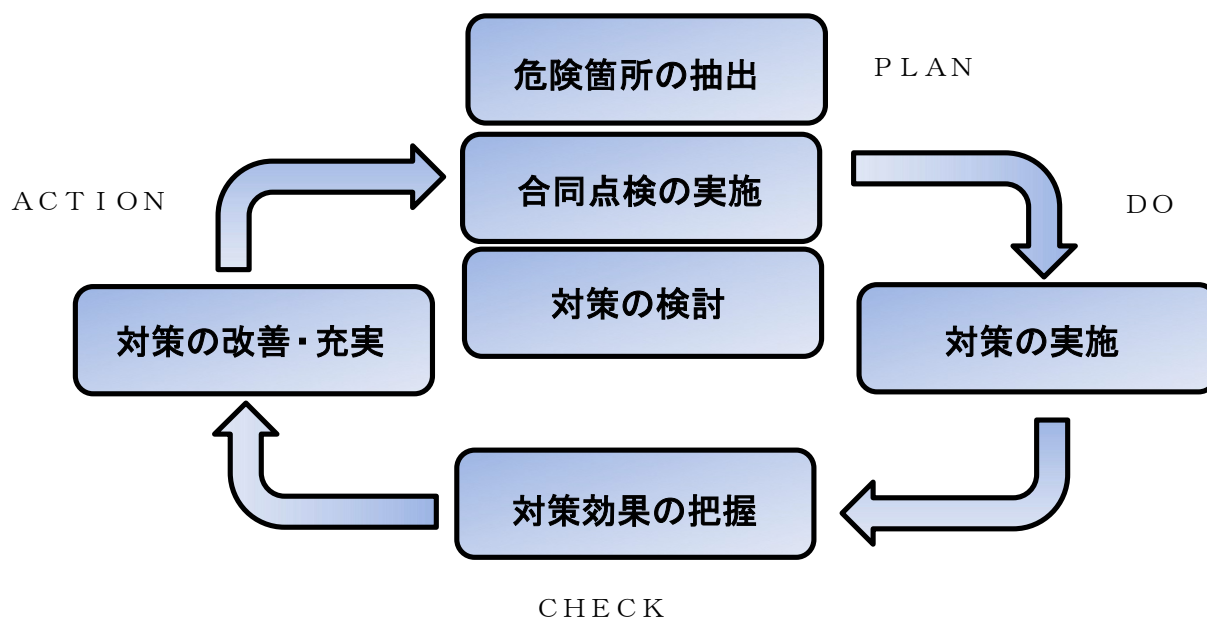 危険箇所の抽出
ＰＬＡＮ
合同点検の実施
ＡＣＴＩＯＮ
ＤＯ
対策の検討
対策の改善・充実
対策の実施
対策効果の把握
ＣＨＥＣＫ